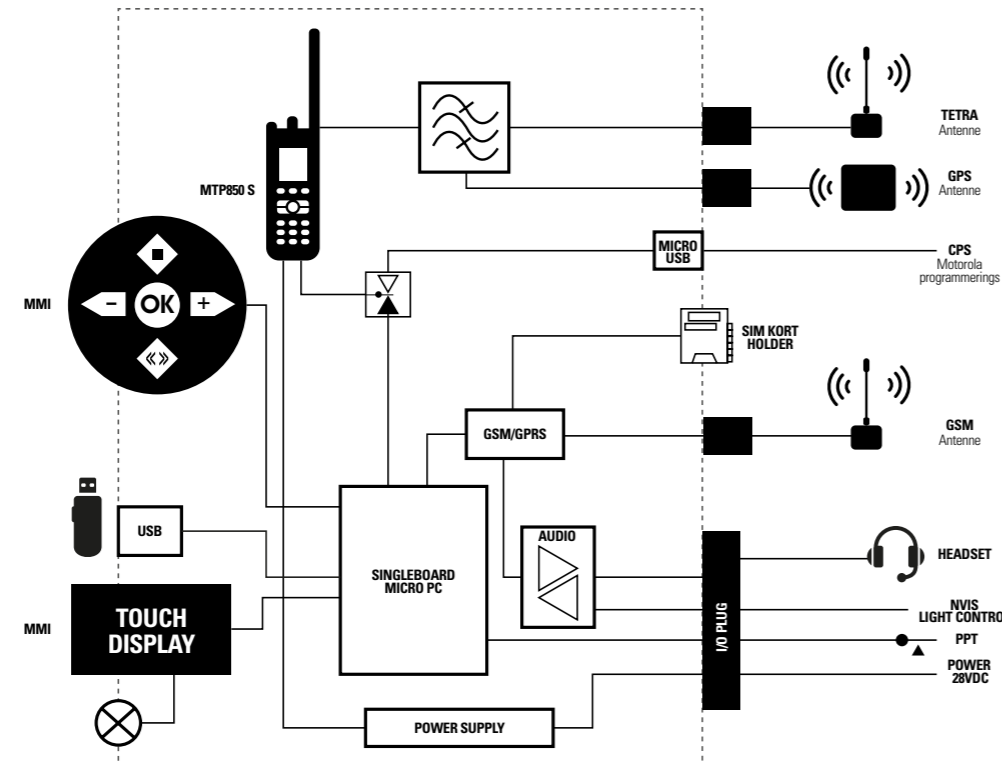 TETRA
Antenne
MTP850 S
GPS
Antenne
MICRO
USB
CPS
Motorola
programmerings
MMI
-
OK
+
SIM KORT
HOLDER
GSM/GPRS
GSM
Antenne
USB
AUDIO
HEADSET
SINGLEBOARD
MICRO PC
I/O PLUG
NVIS
LIGHT CONTRO
MMI
TOUCH
DISPLAY
PPT
POWER
28VDC
POWER SUPPLY